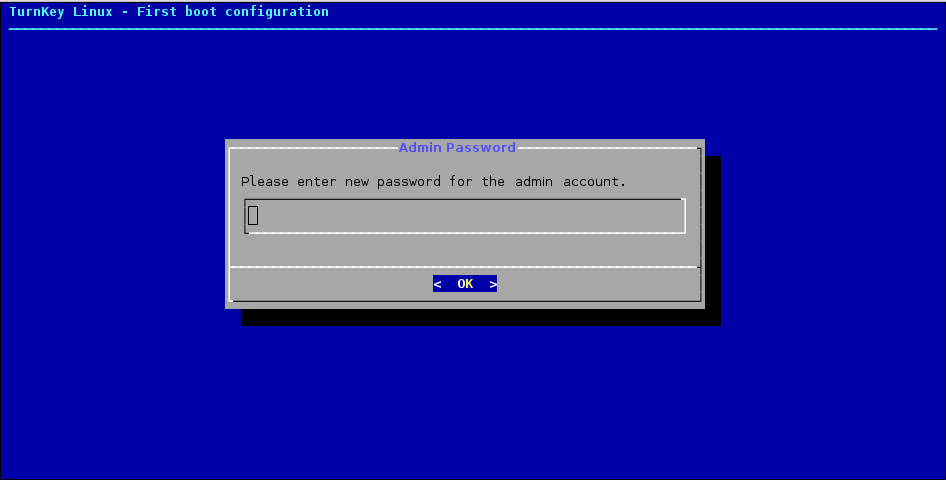 TurnKey Linux - First boot configuration
Admin Password
Please enter new password for the admin account.
< OK >